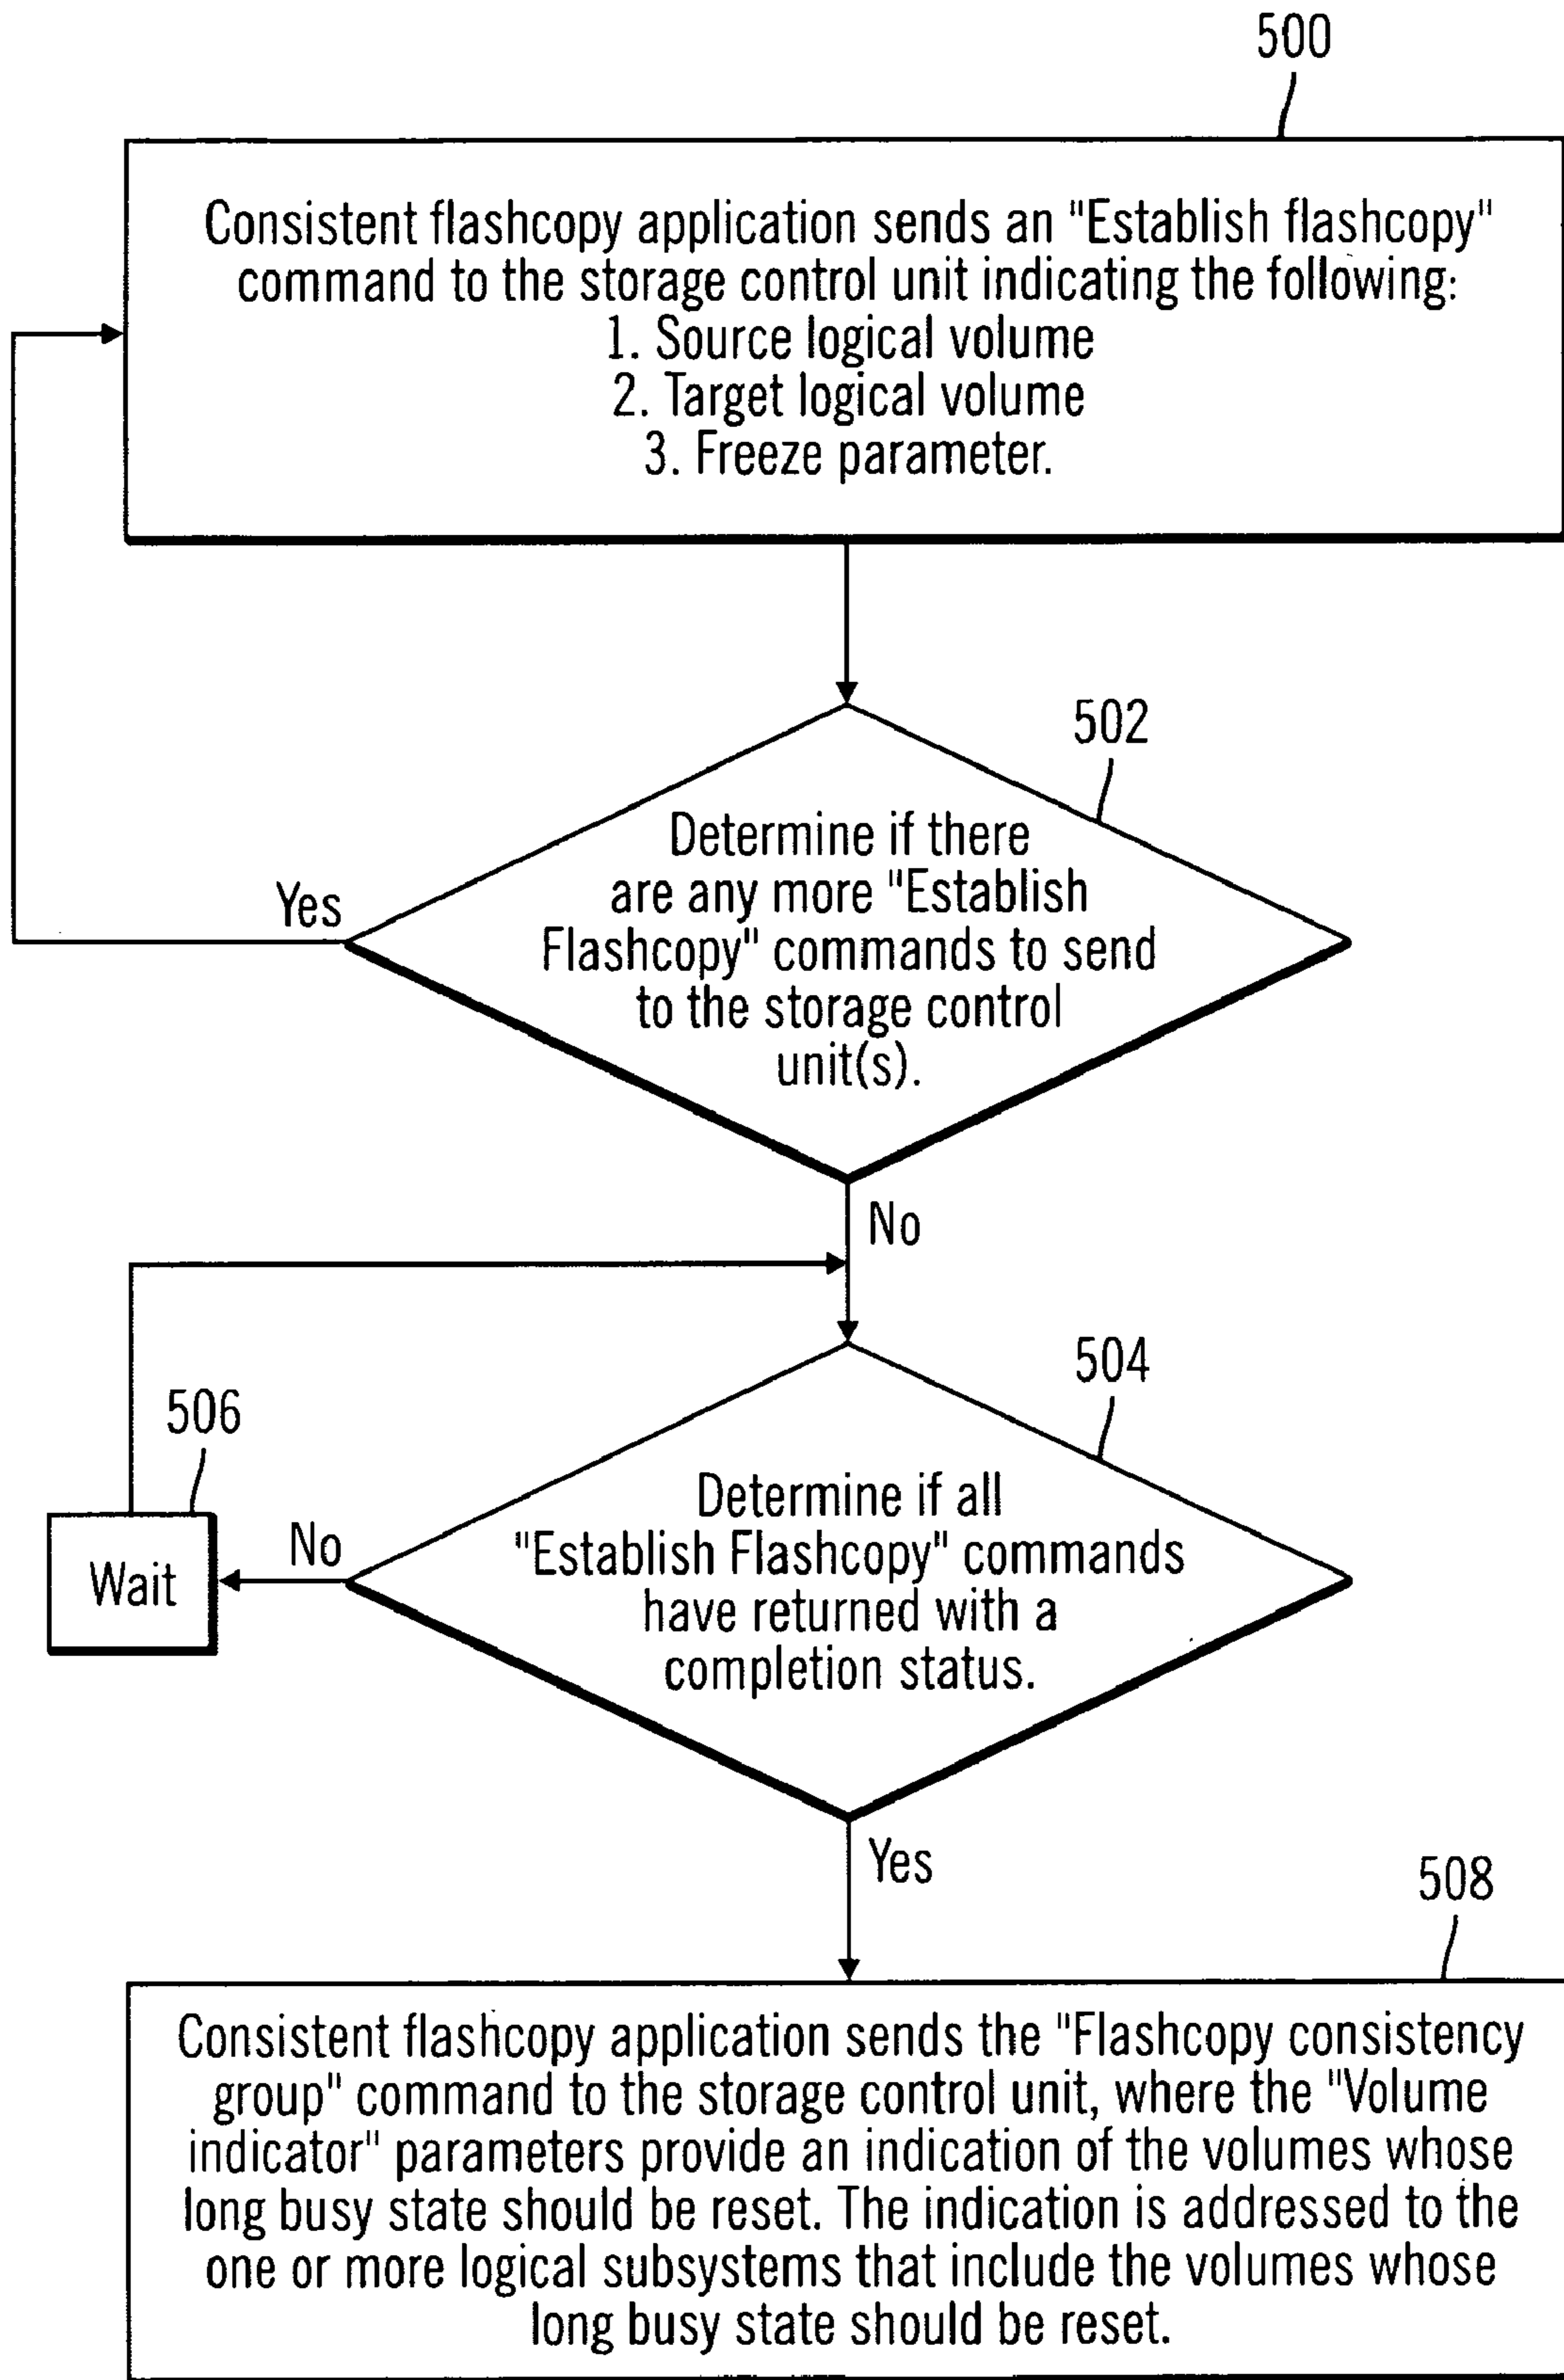 500
Consistent flashcopy application sends an "Establish flashcopy"
command to the storage control unit indicating the following:
1. Source logical volume
2. Target logical volume
3. Freeze parameter.
502
Determine if there
are any more "Establish
Flashcopy" commands to send
to the storage control
unit(s).
Yes
No
504
506
Determine if all
"Establish Flashcopy" commands
have returned with a
completion status.
No
Wait
Yes
508
Consistent flashcopy application sends the "Flashcopy consistency
group" command to the storage control unit, where the "Volume
indicator" parameters provide an indication of the volumes whose
long busy state should be reset. The indication is addressed to the
one or more logical subsystems that include the volumes whose
long busy state should be reset.